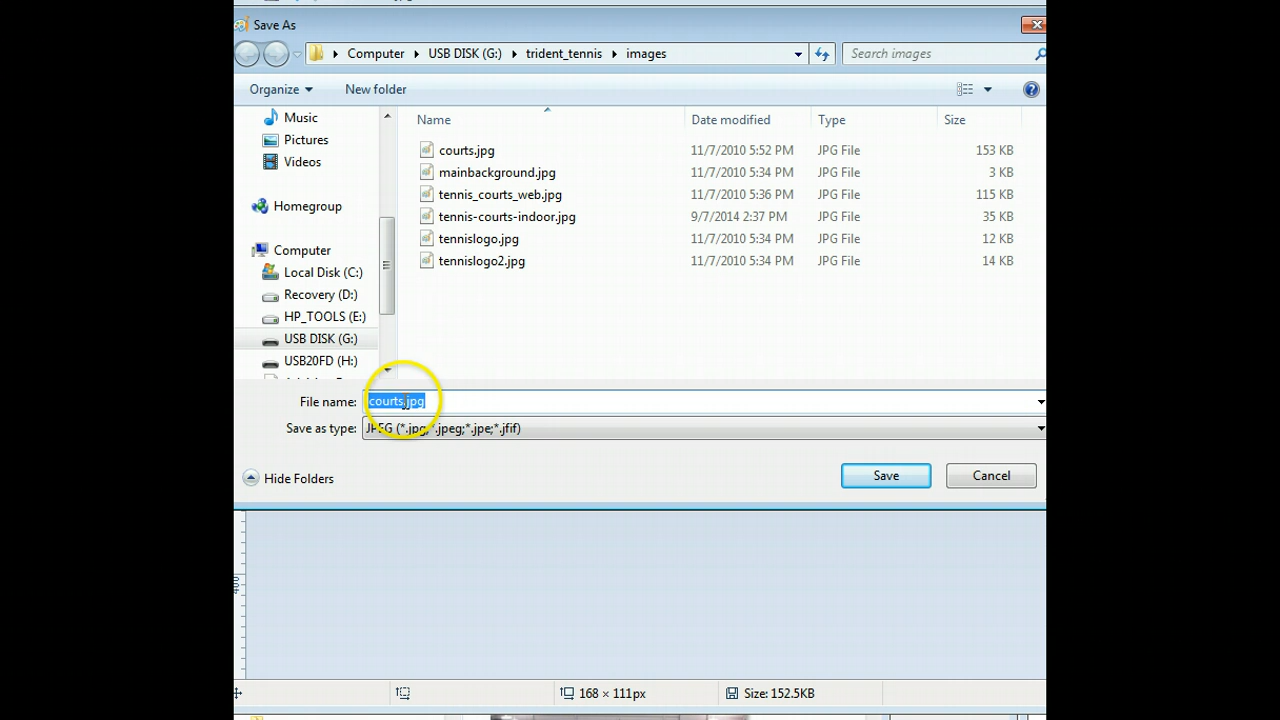 Save As
Computer USB DISK (G:) trident_tennis images Search images
Organize New folder
Music
Pictures
Videos
Homegroup
Computer
Local Disk (C:)
Recovery (D:)
HP_TOOLS (E:)
USB DISK (G:)
USB20FD (H:)
Name Date modified Type Size
courts.jpg 11/7/2010 5:52 PM JPG File 153 KB
mainbackground.jpg 11/7/2010 5:34 PM JPG File 3 KB
tennis_courts_web.jpg 11/7/2010 5:36 PM JPG File 115 KB
tennis-courts-indoor.jpg 9/7/2014 2:37 PM JPG File 35 KB
tennislogo.jpg 11/7/2010 5:34 PM JPG File 12 KB
tennislogo2.jpg 11/7/2010 5:34 PM JPG File 14 KB
File name: courts.jpg
Save as type: JPEG (*.jpg;*.jpeg;*.jpe;*.jfif)
Hide Folders Save Cancel
400
168 × 111px Size: 152.5KB